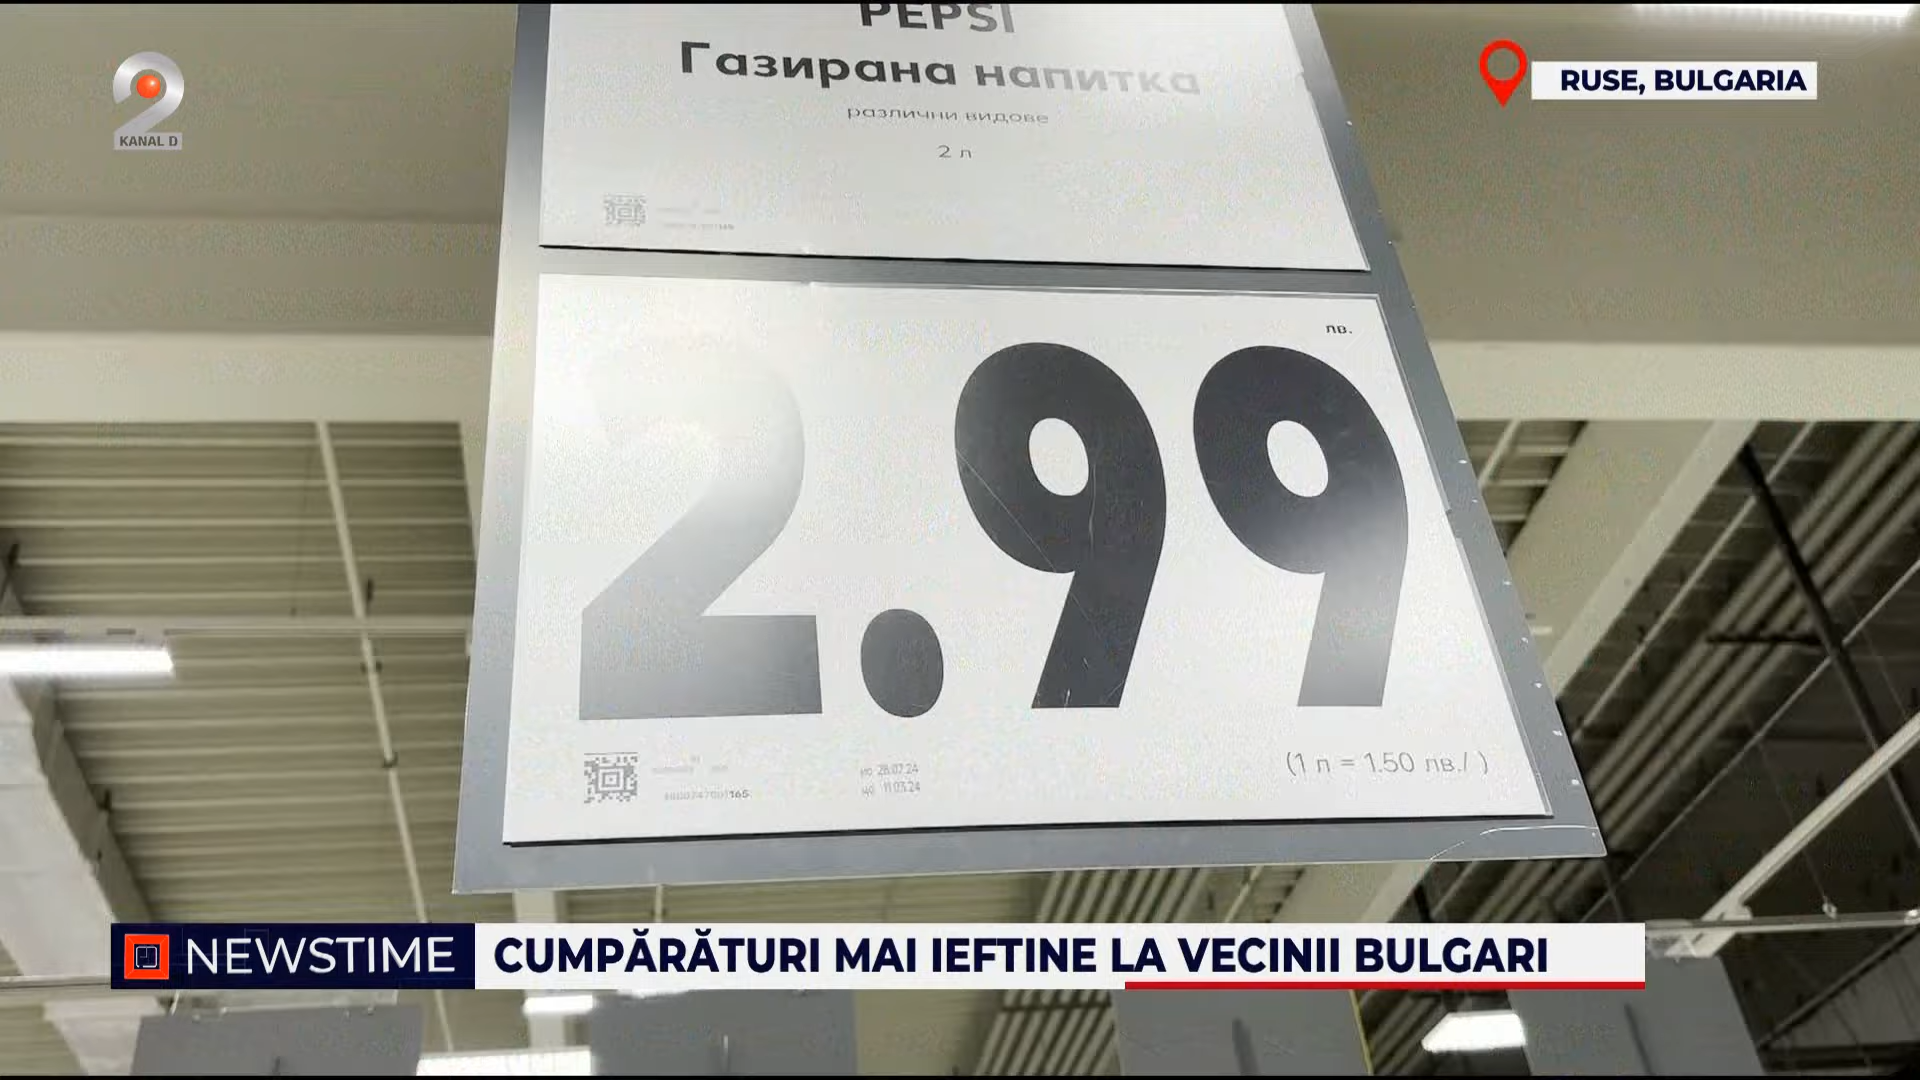 PEPSI
Газирана напитка
различни видове
2 л
KANAL D
RUSE, BULGARIA
лв.
2.99
(1 л = 1.50 лв./ )
NEWSTIME
CUMPĂRĂTURI MAI IEFTINE LA VECINII BULGARI